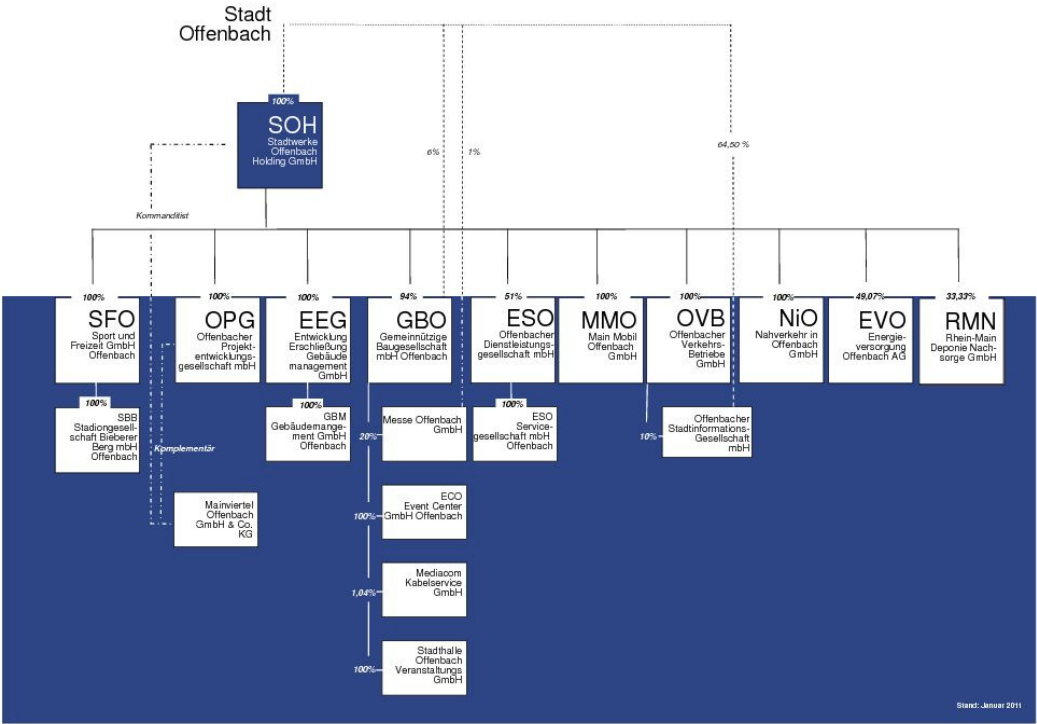 Stadt
Offenbach
100%
SOH
Stadtwerke
Offenbach
Holding GmbH
6%
1%
64,50 %
Kommanditist
100%
SFO
Sport und
Freizeit GmbH
Offenbach
100%
OPG
Offenbacher
Projekt-
entwicklungs-
gesellschaft mbH
100%
EEG
Entwicklung
Erschließung
Gebäude
management
GmbH
94%
GBO
Gemeinnützige
Baugesellschaft
mbH Offenbach
51%
ESO
Offenbacher
Dienstleistungs-
gesellschaft mbH
100%
MMO
Main Mobil
Offenbach
GmbH
100%
OVB
Offenbacher
Verkehrs-
Betriebe
GmbH
100%
NiO
Nahverkehr in
Offenbach
GmbH
49,07%
EVO
Energie-
versorgung
Offenbach AG
33,33%
RMN
Rhein-Main
Deponie Nach-
sorge GmbH
100%
SBB
Stadiongesell-
schaft Bieberer
Berg mbH
Offenbach
Komplementär
Mainviertel
Offenbach
GmbH & Co.
KG
100%
GBM
Gebäudemange-
ment GmbH
Offenbach
20%
Messe Offenbach
GmbH
100%
ECO
Event Center
GmbH Offenbach
1,04%
Mediacom
Kabelservice
GmbH
100%
Stadthalle
Offenbach
Veranstaltungs
GmbH
100%
ESO
Service-
gesellschaft mbH
Offenbach
10%
Offenbacher
Stadtinformations-
Gesellschaft
mbH
Stand: Januar 2011